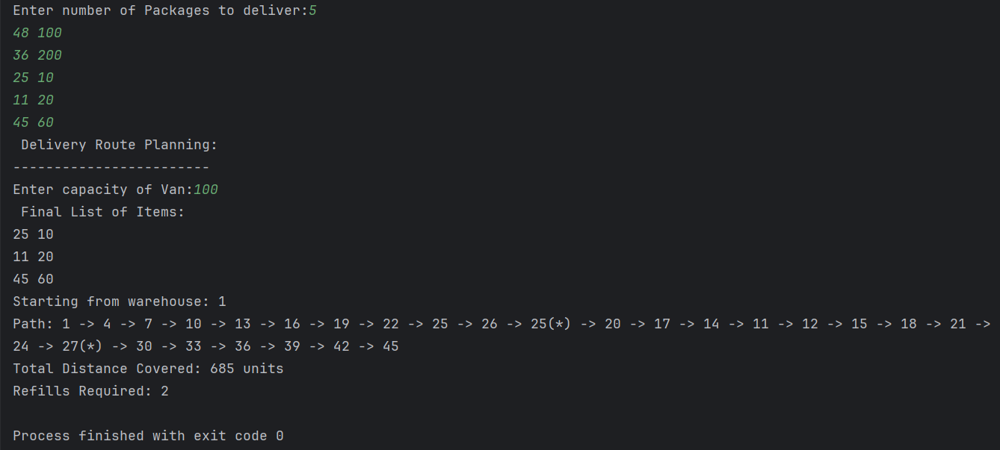 Enter number of Packages to deliver:5
48 100
36 200
25 10
11 20
45 60
Delivery Route Planning:
------------------------
Enter capacity of Van:100
Final List of Items:
25 10
11 20
45 60
Starting from warehouse: 1
Path: 1 -> 4 -> 7 -> 10 -> 13 -> 16 -> 19 -> 22 -> 25 -> 26 -> 25(*) -> 20 -> 17 -> 14 -> 11 -> 12 -> 15 -> 18 -> 21 ->
24 -> 27(*) -> 30 -> 33 -> 36 -> 39 -> 42 -> 45
Total Distance Covered: 685 units
Refills Required: 2
Process finished with exit code 0